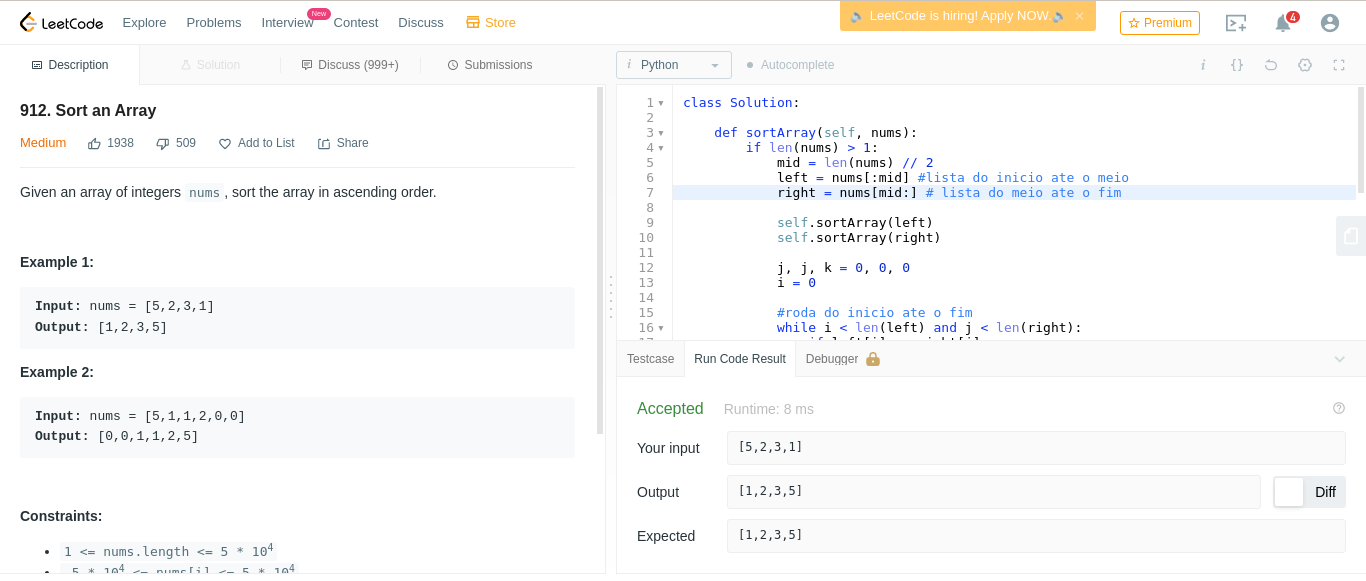 LeetCode Explore Problems Interview New Contest Discuss Store 🔈 LeetCode is hiring! Apply NOW.🔈 × Premium 4
Description Solution Discuss (999+) Submissions
912. Sort an Array
Medium 1938 509 Add to List Share
Given an array of integers nums , sort the array in ascending order.
Example 1:
Input: nums = [5,2,3,1]
Output: [1,2,3,5]
Example 2:
Input: nums = [5,1,1,2,0,0]
Output: [0,0,1,1,2,5]
Constraints:
• 1 <= nums.length <= 5 * 10^4
• -5 * 10^4 <= nums[i] <= 5 * 10^4
i Python Autocomplete i {}
1 class Solution:
2
3 def sortArray(self, nums):
4 if len(nums) > 1:
5 mid = len(nums) // 2
6 left = nums[:mid] #lista do inicio ate o meio
7 right = nums[mid:] # lista do meio ate o fim
8
9 self.sortArray(left)
10 self.sortArray(right)
11
12 j, j, k = 0, 0, 0
13 i = 0
14
15 #roda do inicio ate o fim
16 while i < len(left) and j < len(right):
Testcase Run Code Result Debugger
Accepted Runtime: 8 ms
Your input [5,2,3,1]
Output [1,2,3,5] Diff
Expected [1,2,3,5]